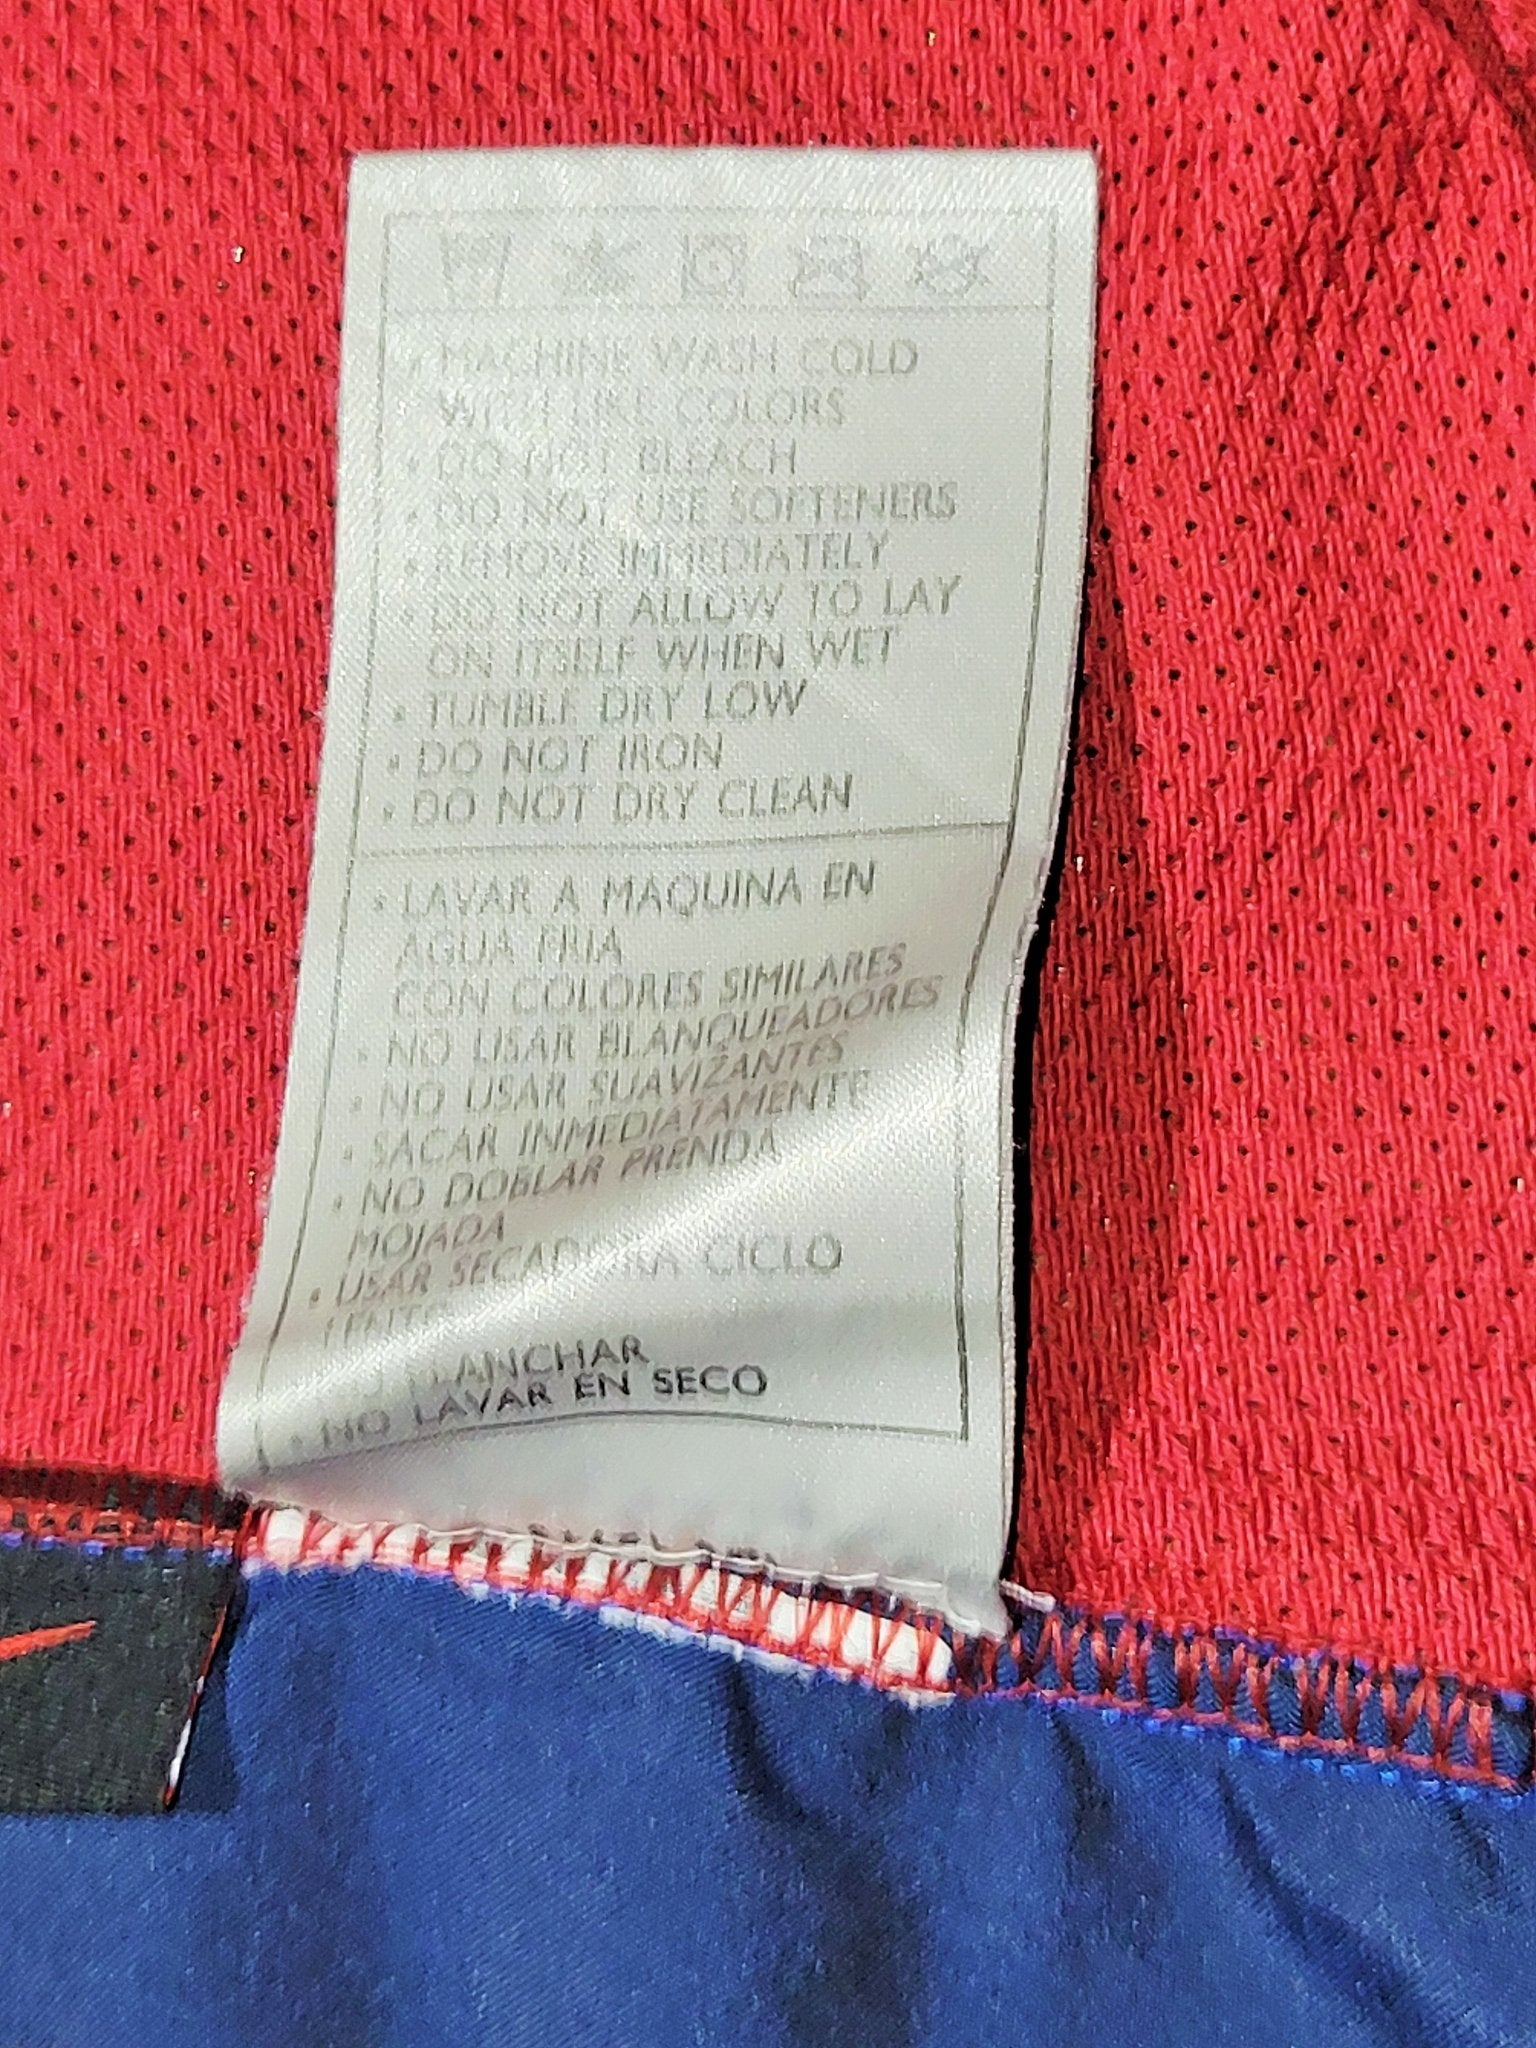 • MACHINE WASH COLD
WITH LIKE COLORS
• DO NOT BLEACH
• DO NOT USE SOFTENERS
• REMOVE IMMEDIATELY
• DO NOT ALLOW TO LAY
ON ITSELF WHEN WET
• TUMBLE DRY LOW
• DO NOT IRON
• DO NOT DRY CLEAN
• LAVAR A MAQUINA EN
AGUA FRIA
CON COLORES SIMILARES
• NO USAR BLANQUEADORES
• NO USAR SUAVIZANTES
• SACAR INMEDIATAMENTE
• NO DOBLAR PRENDA
MOJADA
• USAR SECADORA CICLO
LENTO
PLANCHAR
• NO LAVAR EN SECO